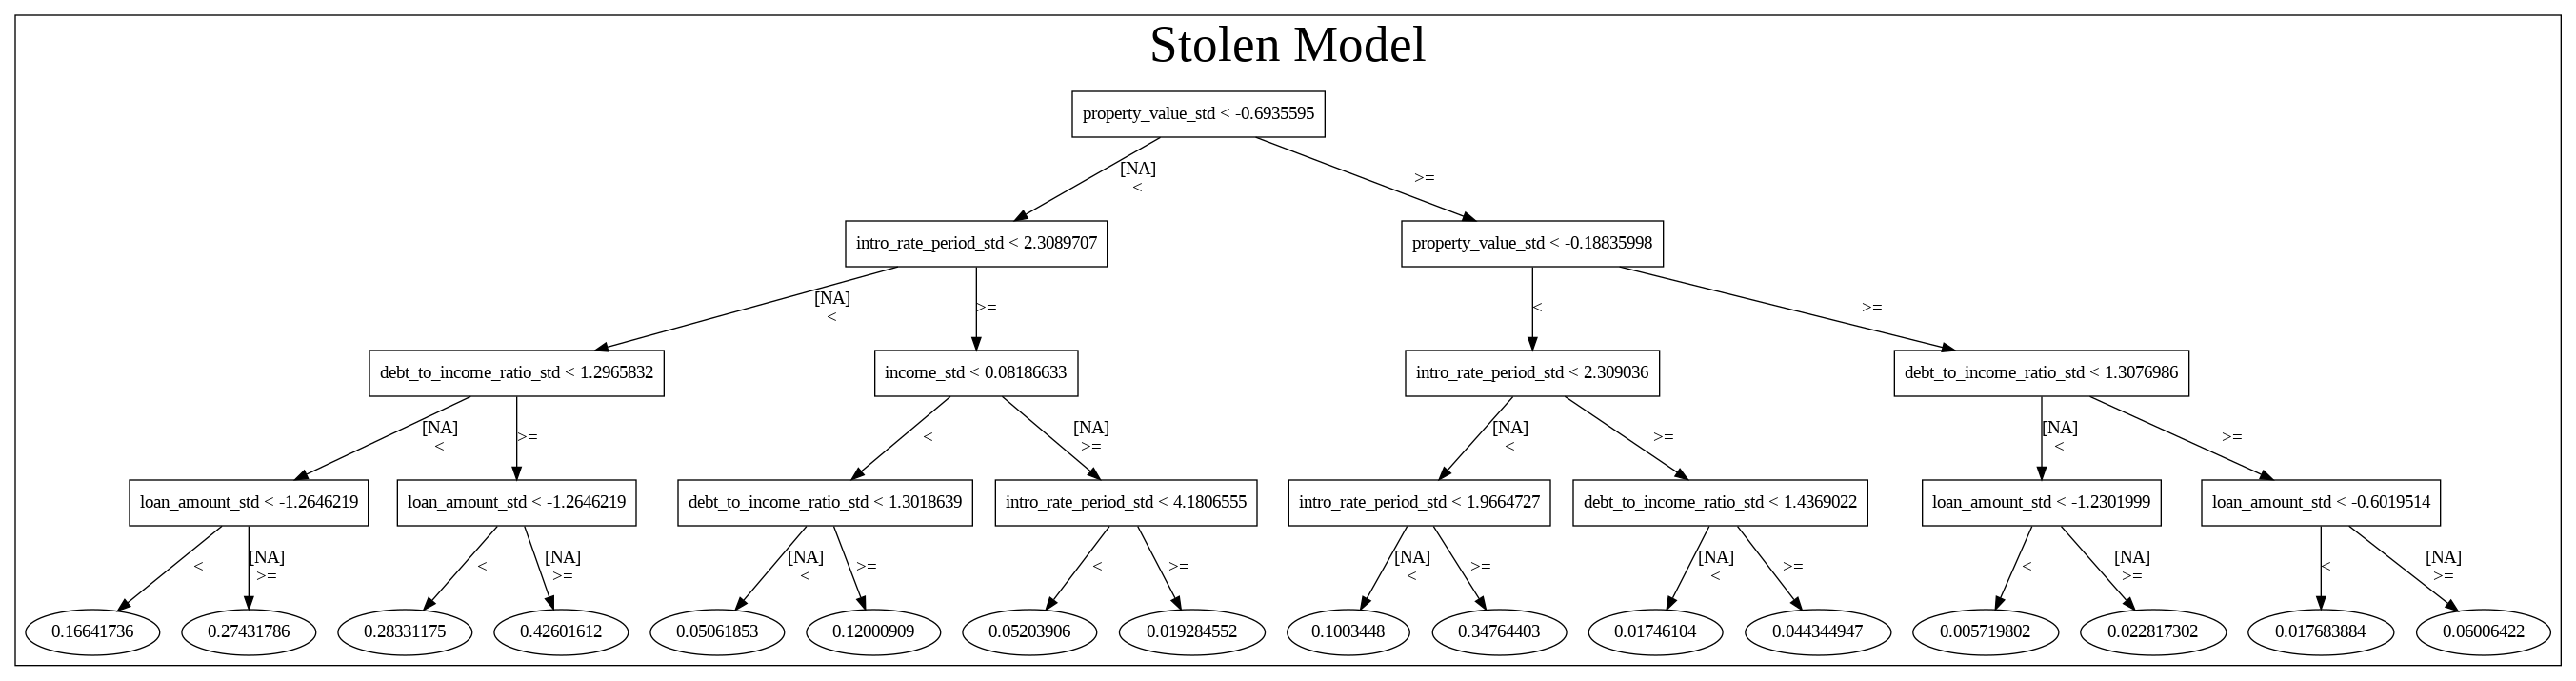 Stolen Model
property_value_std < -0.6935595
[NA]
<
>=
intro_rate_period_std < 2.3089707
property_value_std < -0.18835998
[NA]
<
>=
<
>=
debt_to_income_ratio_std < 1.2965832
income_std < 0.08186633
intro_rate_period_std < 2.309036
debt_to_income_ratio_std < 1.3076986
[NA]
<
>=
<
[NA]
>=
[NA]
<
>=
[NA]
<
>=
loan_amount_std < -1.2646219
loan_amount_std < -1.2646219
debt_to_income_ratio_std < 1.3018639
intro_rate_period_std < 4.1806555
intro_rate_period_std < 1.9664727
debt_to_income_ratio_std < 1.4369022
loan_amount_std < -1.2301999
loan_amount_std < -0.6019514
<
[NA]
>=
<
[NA]
>=
[NA]
<
>=
<
>=
[NA]
<
>=
[NA]
<
>=
<
[NA]
>=
<
[NA]
>=
0.16641736
0.27431786
0.28331175
0.42601612
0.05061853
0.12000909
0.05203906
0.019284552
0.1003448
0.34764403
0.01746104
0.044344947
0.005719802
0.022817302
0.017683884
0.06006422